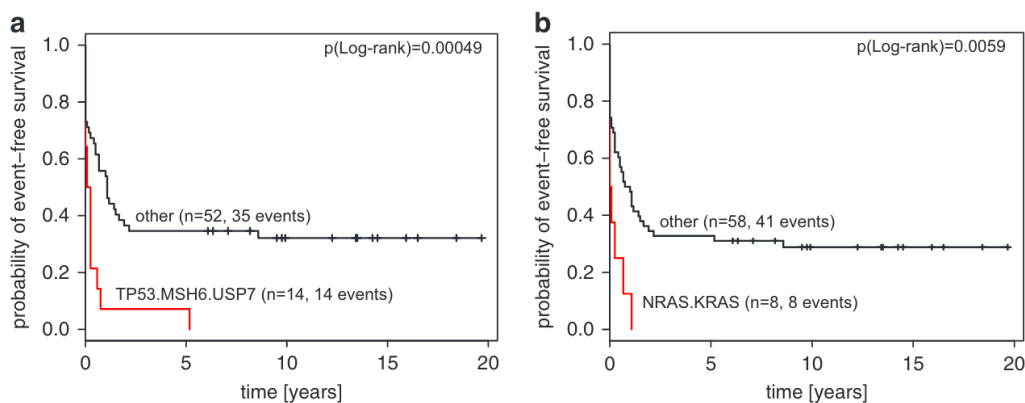 a
p(Log-rank)=0.00049
probability of event–free survival
1.0
0.8
0.6
0.4
0.2
0.0
other (n=52, 35 events)
TP53.MSH6.USP7 (n=14, 14 events)
0 5 10 15 20
time [years]
b
p(Log-rank)=0.0059
probability of event–free survival
1.0
0.8
0.6
0.4
0.2
0.0
other (n=58, 41 events)
NRAS.KRAS (n=8, 8 events)
0 5 10 15 20
time [years]